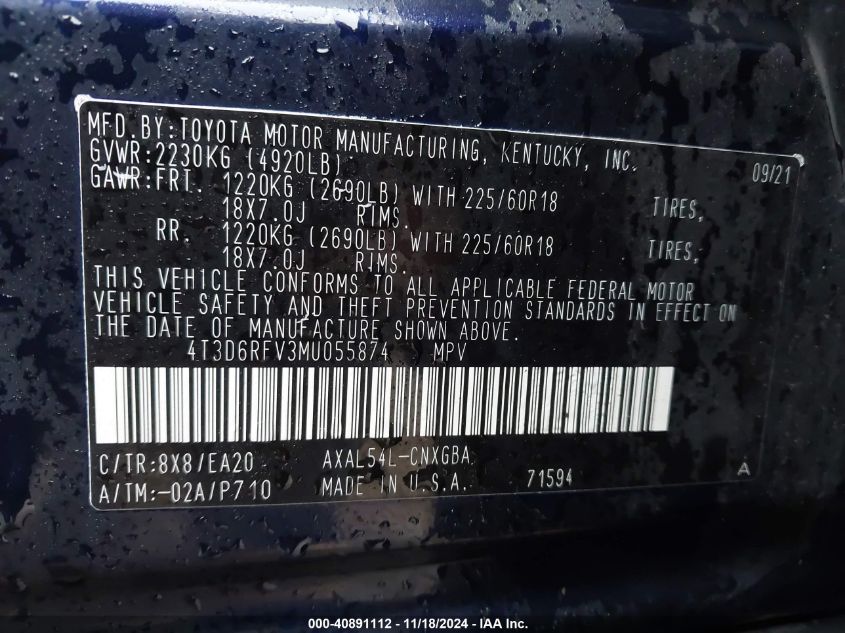 MFD.BY:TOYOTA MOTOR MANUFACTURING, KENTUCKY, INC. 09/21
GVWR:2230KG (4920LB)
GAWR:FRT. 1220KG (2690LB) WITH 225/60R18 TIRES,
18X7.0J RIMS.
RR. 1220KG (2690LB) WITH 225/60R18 TIRES,
18X7.0J RIMS.
THIS VEHICLE CONFORMS TO ALL APPLICABLE FEDERAL MOTOR
VEHICLE SAFETY AND THEFT PREVENTION STANDARDS IN EFFECT ON
THE DATE OF MANUFACTURE SHOWN ABOVE.
4T3D6RFV3MU055874 MPV
C/TR:8X8/EA20 AXAL54L-CNXGBA
A/TM:-02A/P710 MADE IN U.S.A. 71594 A
000-40891112 - 11/18/2024 - IAA Inc.